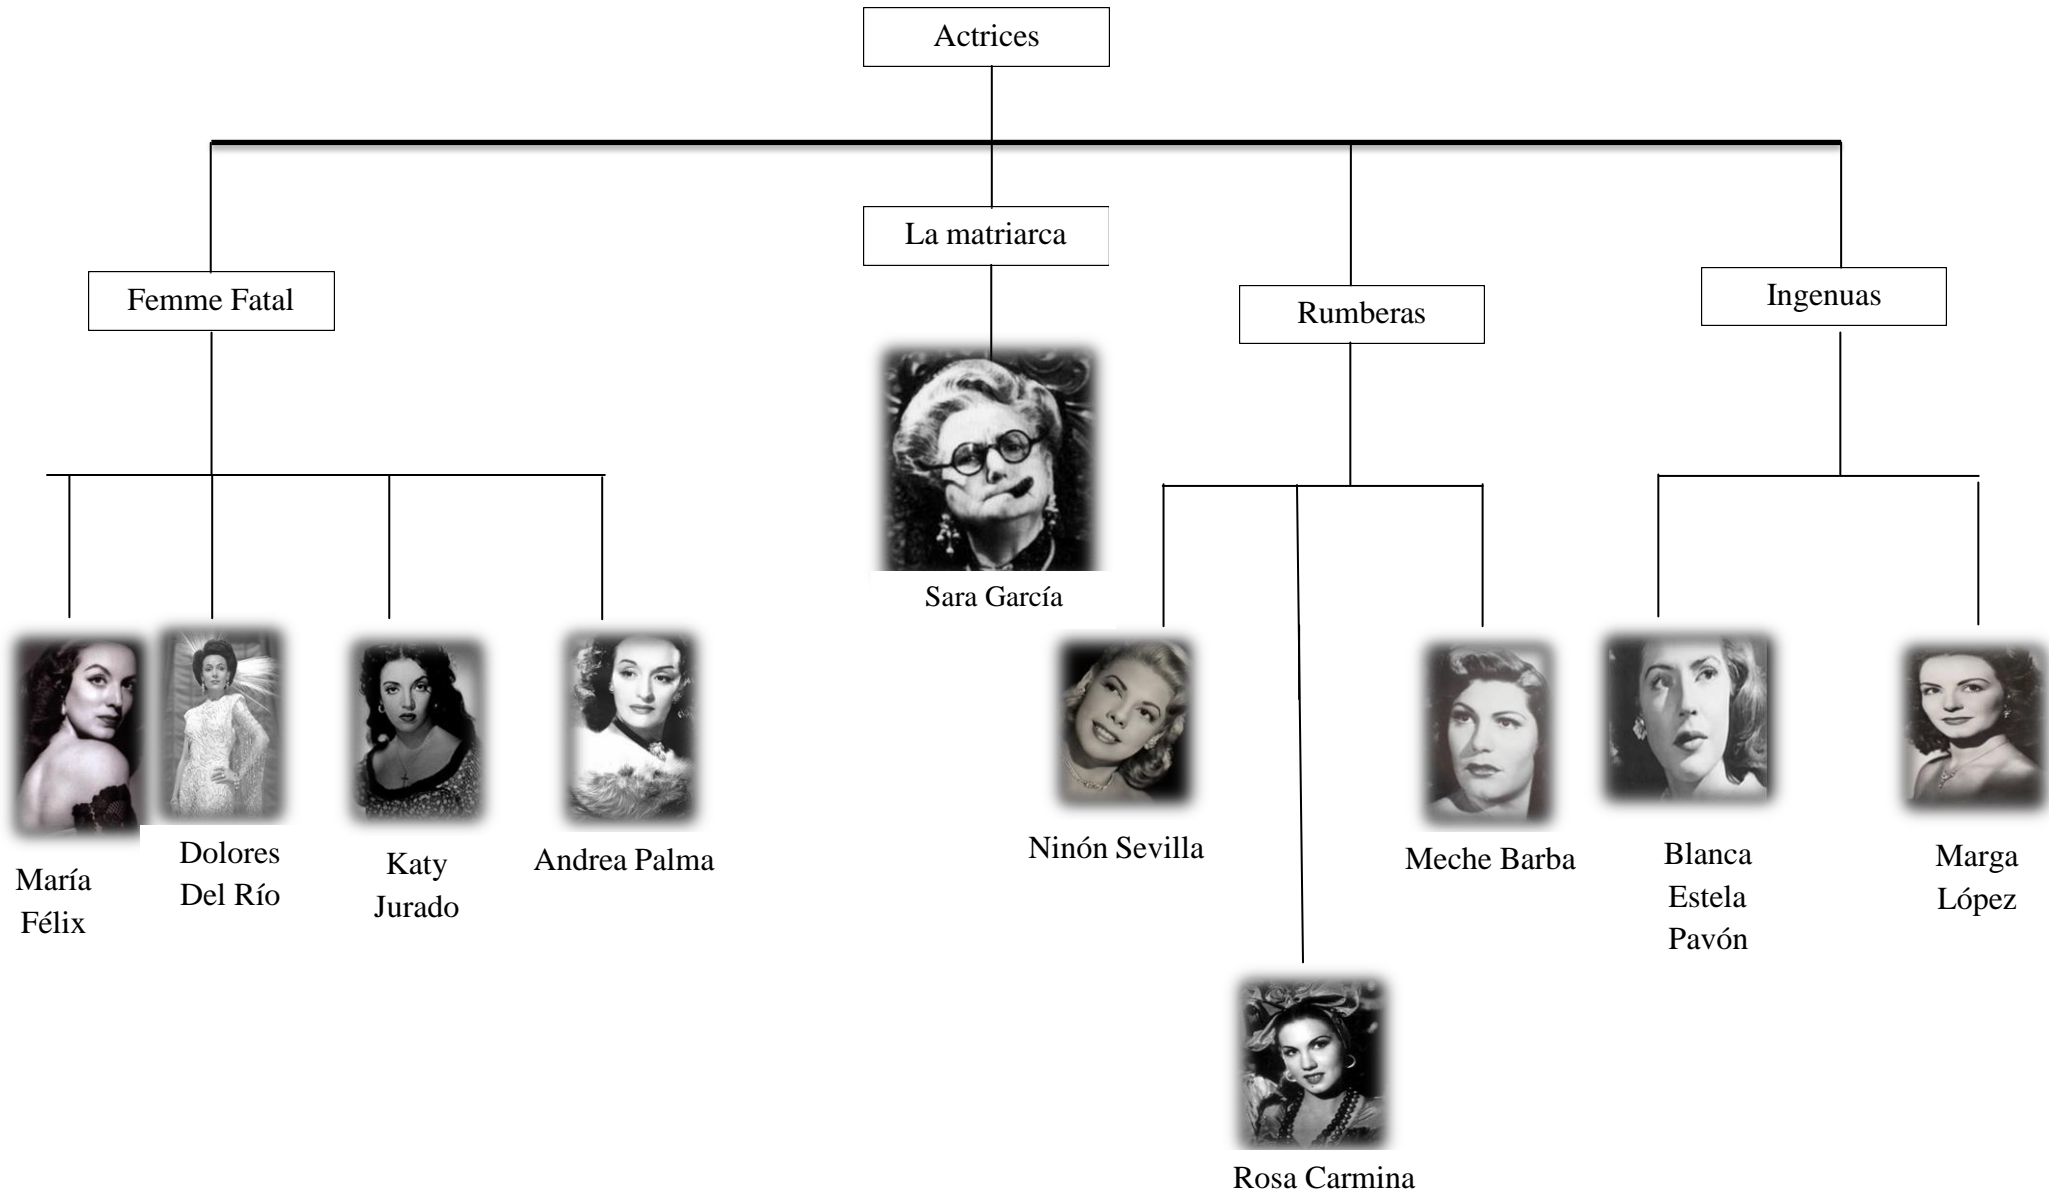 Actrices
La matriarca
Femme Fatal
Rumberas
Ingenuas
Sara García
María
Félix
Dolores
Del Río
Katy
Jurado
Andrea Palma
Ninón Sevilla
Meche Barba
Blanca
Estela
Pavón
Marga
López
Rosa Carmina